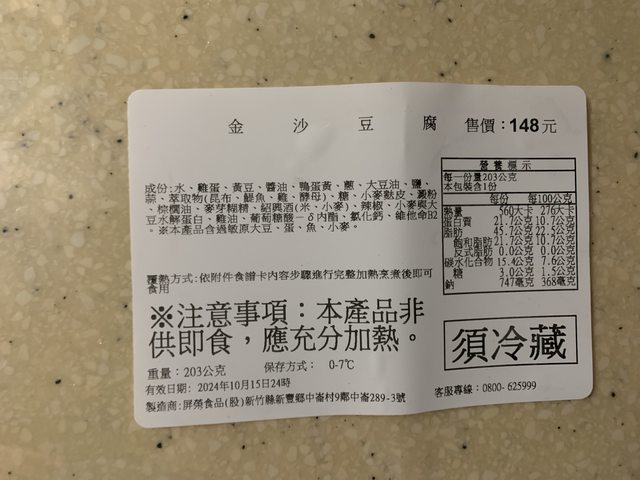 金沙豆腐 售價：148元
成份:水、雞蛋、黃豆、醬油、鴨蛋黃、蔥、大豆油、鹽、
蒜、萃取物(昆布、鰹魚、雞、酵母)、糖、小麥麩皮、澱粉
、棕櫚油、麥芽糊精、紹興酒(米、小麥)、辣椒、小麥與大
豆水解蛋白、雞油、葡萄糖酸－δ內酯、氯化鈣、維他命B2
。※本產品含過敏原大豆、蛋、魚、小麥。
營養標示
每一份量203公克
本包裝含1份
每份 每100公克
熱量 560大卡 276大卡
蛋白質 21.7公克 10.7公克
脂肪 45.7公克 22.5公克
飽和脂肪 21.7公克 10.7公克
反式脂肪 0.0公克 0.0公克
碳水化合物 15.4公克 7.6公克
糖 3.0公克 1.5公克
鈉 747毫克 368毫克
覆熱方式:依附件食譜卡內容步驟進行完整加熱烹煮後即可
食用
※注意事項：本產品非
供即食，應充分加熱。
須冷藏
重量：203公克 保存方式： 0-7℃
有效日期: 2024年10月15日24時
客服專線：0800- 625999
製造商:屏榮食品(股)新竹縣新豐鄉中崙村9鄰中崙289-3號